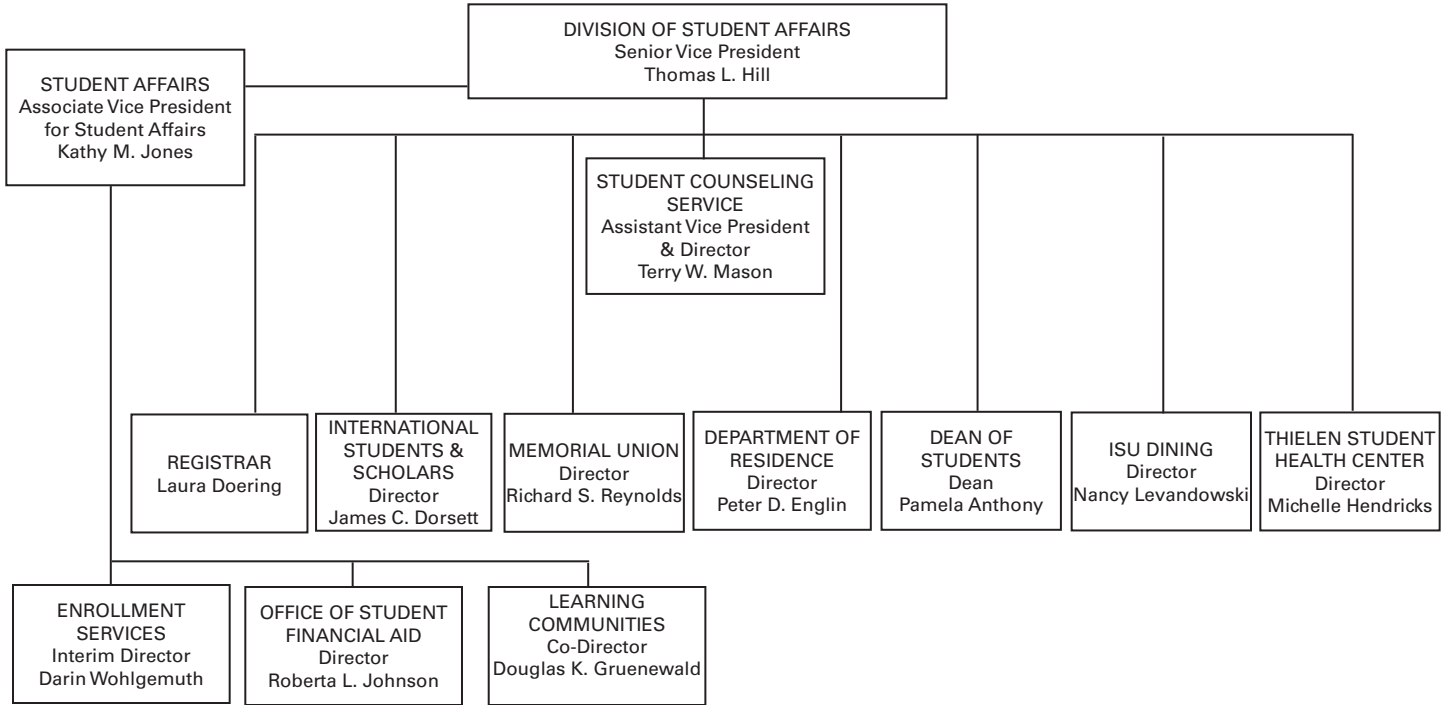 DIVISION OF STUDENT AFFAIRS
Senior Vice President
Thomas L. Hill
STUDENT AFFAIRS
Associate Vice President
for Student Affairs
Kathy M. Jones
STUDENT COUNSELING
SERVICE
Assistant Vice President
& Director
Terry W. Mason
REGISTRAR
Laura Doering
INTERNATIONAL
STUDENTS &
SCHOLARS
Director
James C. Dorsett
MEMORIAL UNION
Director
Richard S. Reynolds
DEPARTMENT OF
RESIDENCE
Director
Peter D. Englin
DEAN OF
STUDENTS
Dean
Pamela Anthony
ISU DINING
Director
Nancy Levandowski
THIELEN STUDENT
HEALTH CENTER
Director
Michelle Hendricks
ENROLLMENT
SERVICES
Interim Director
Darin Wohlgemuth
OFFICE OF STUDENT
FINANCIAL AID
Director
Roberta L. Johnson
LEARNING
COMMUNITIES
Co-Director
Douglas K. Gruenewald